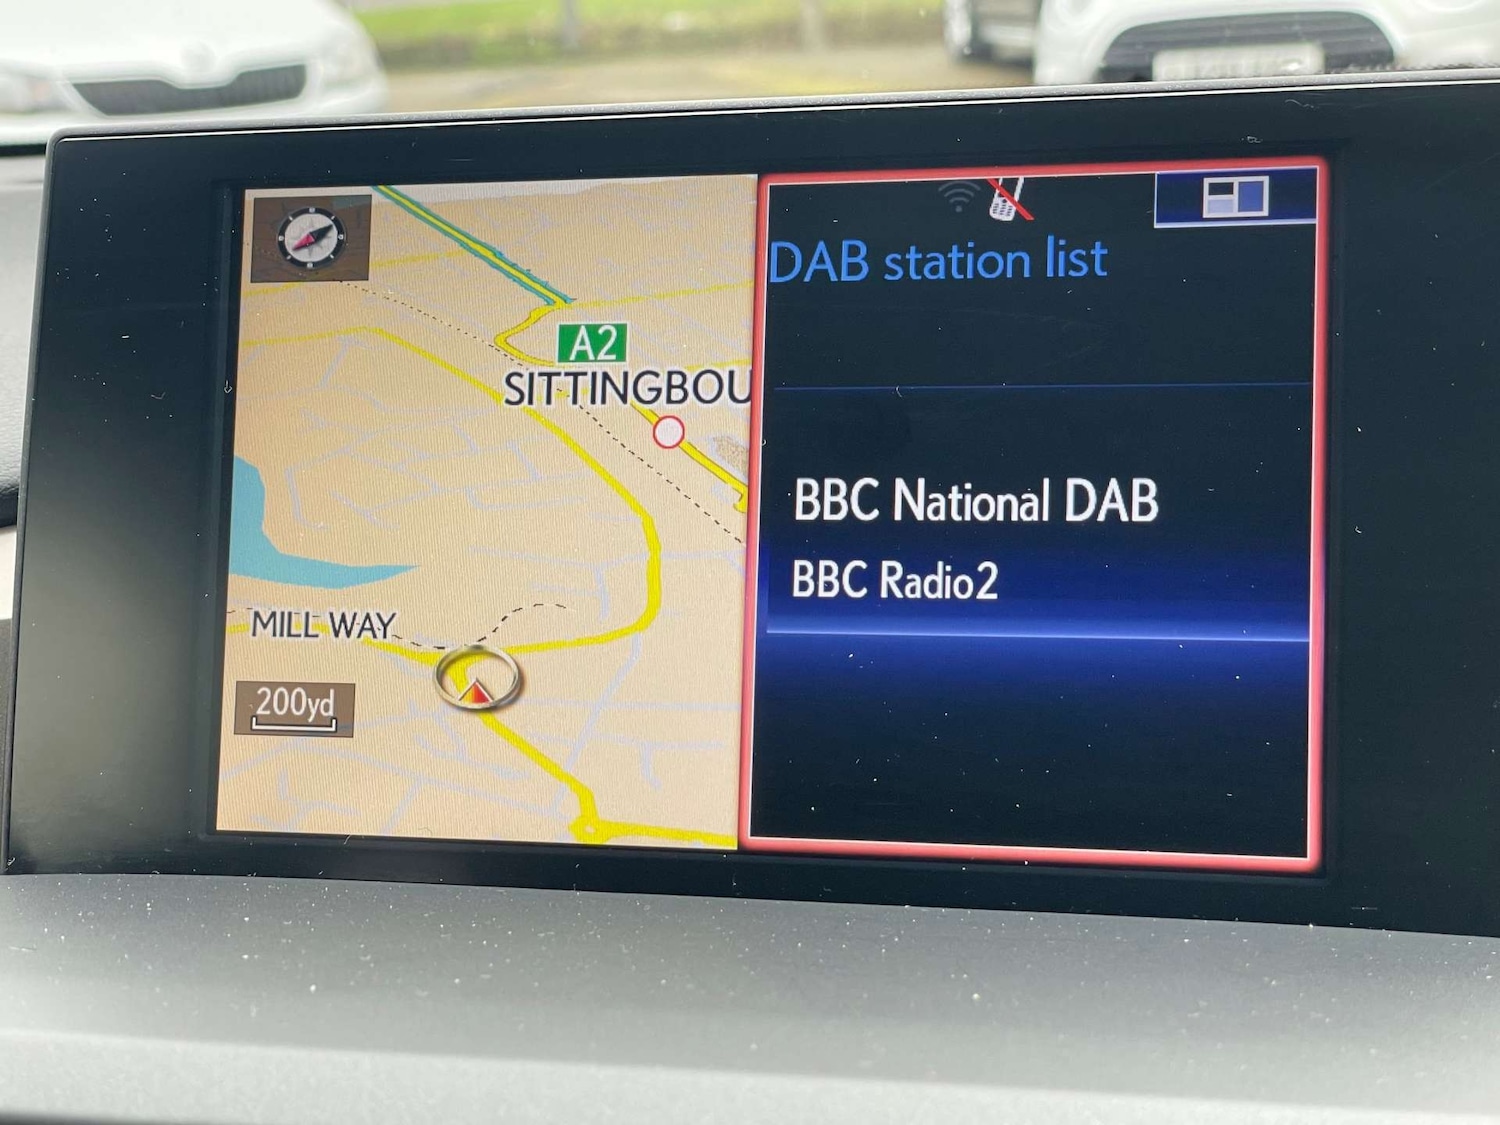 A2
SITTINGBOU
MILL WAY
200yd
DAB station list
BBC National DAB
BBC Radio2